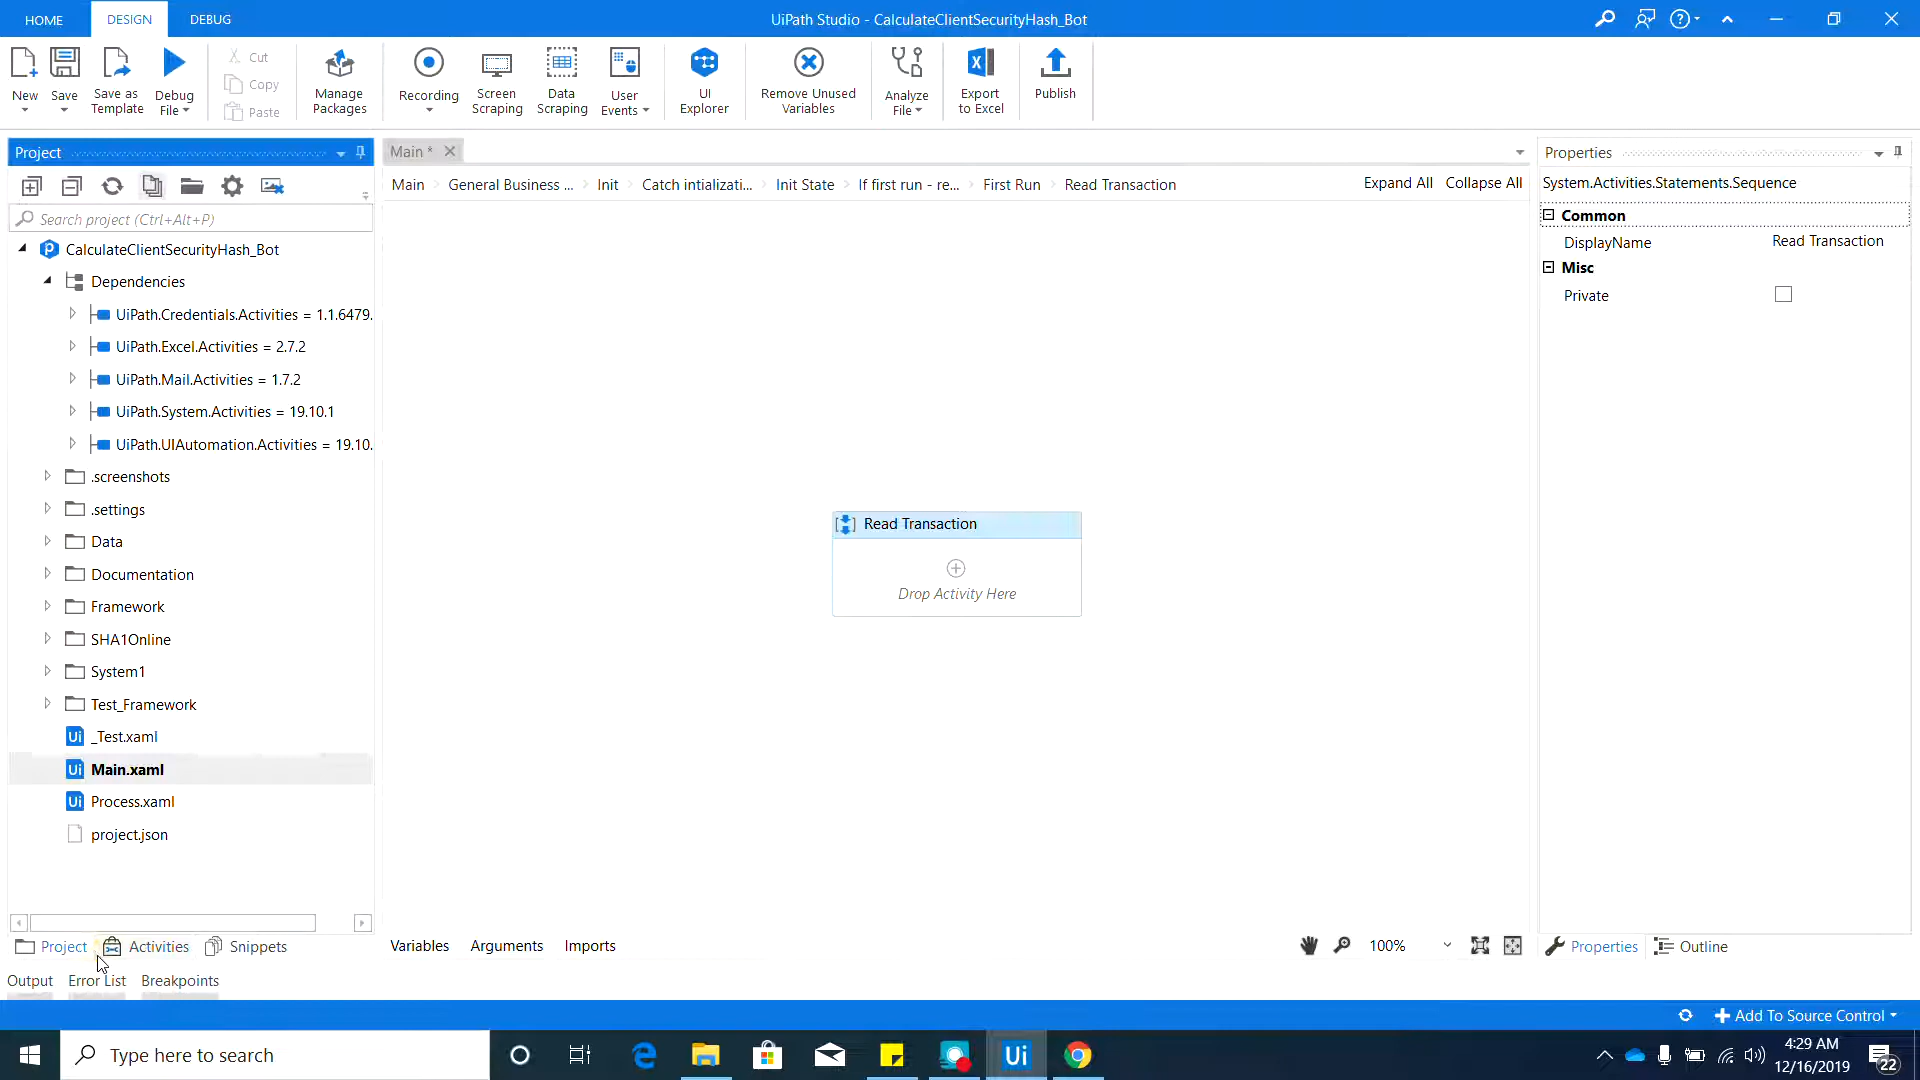 HOME
DESIGN
DEBUG
UiPath Studio - CalculateClientSecurityHash_Bot
New
Save
Save as
Template
Debug
File
Cut
Copy
Paste
Manage
Packages
Recording
Screen
Scraping
Data
Scraping
User
Events
UI
Explorer
Remove Unused
Variables
Analyze
File
Export
to Excel
Publish
Project
Search project (Ctrl+Alt+P)
CalculateClientSecurityHash_Bot
Dependencies
UiPath.Credentials.Activities = 1.1.6479.
UiPath.Excel.Activities = 2.7.2
UiPath.Mail.Activities = 1.7.2
UiPath.System.Activities = 19.10.1
UiPath.UIAutomation.Activities = 19.10.
.screenshots
.settings
Data
Documentation
Framework
SHA1Online
System1
Test_Framework
Ui _Test.xaml
Ui Main.xaml
Ui Process.xaml
project.json
Project
Activities
Snippets
Output
Error List
Breakpoints
Main *
Main
General Business ...
Init
Catch intializati...
Init State
If first run - re...
First Run
Read Transaction
Expand All
Collapse All
Read Transaction
Drop Activity Here
Variables
Arguments
Imports
100%
Properties
System.Activities.Statements.Sequence
Common
DisplayName
Read Transaction
Misc
Private
Properties
Outline
Add To Source Control
Type here to search
Ui
4:29 AM
12/16/2019
22